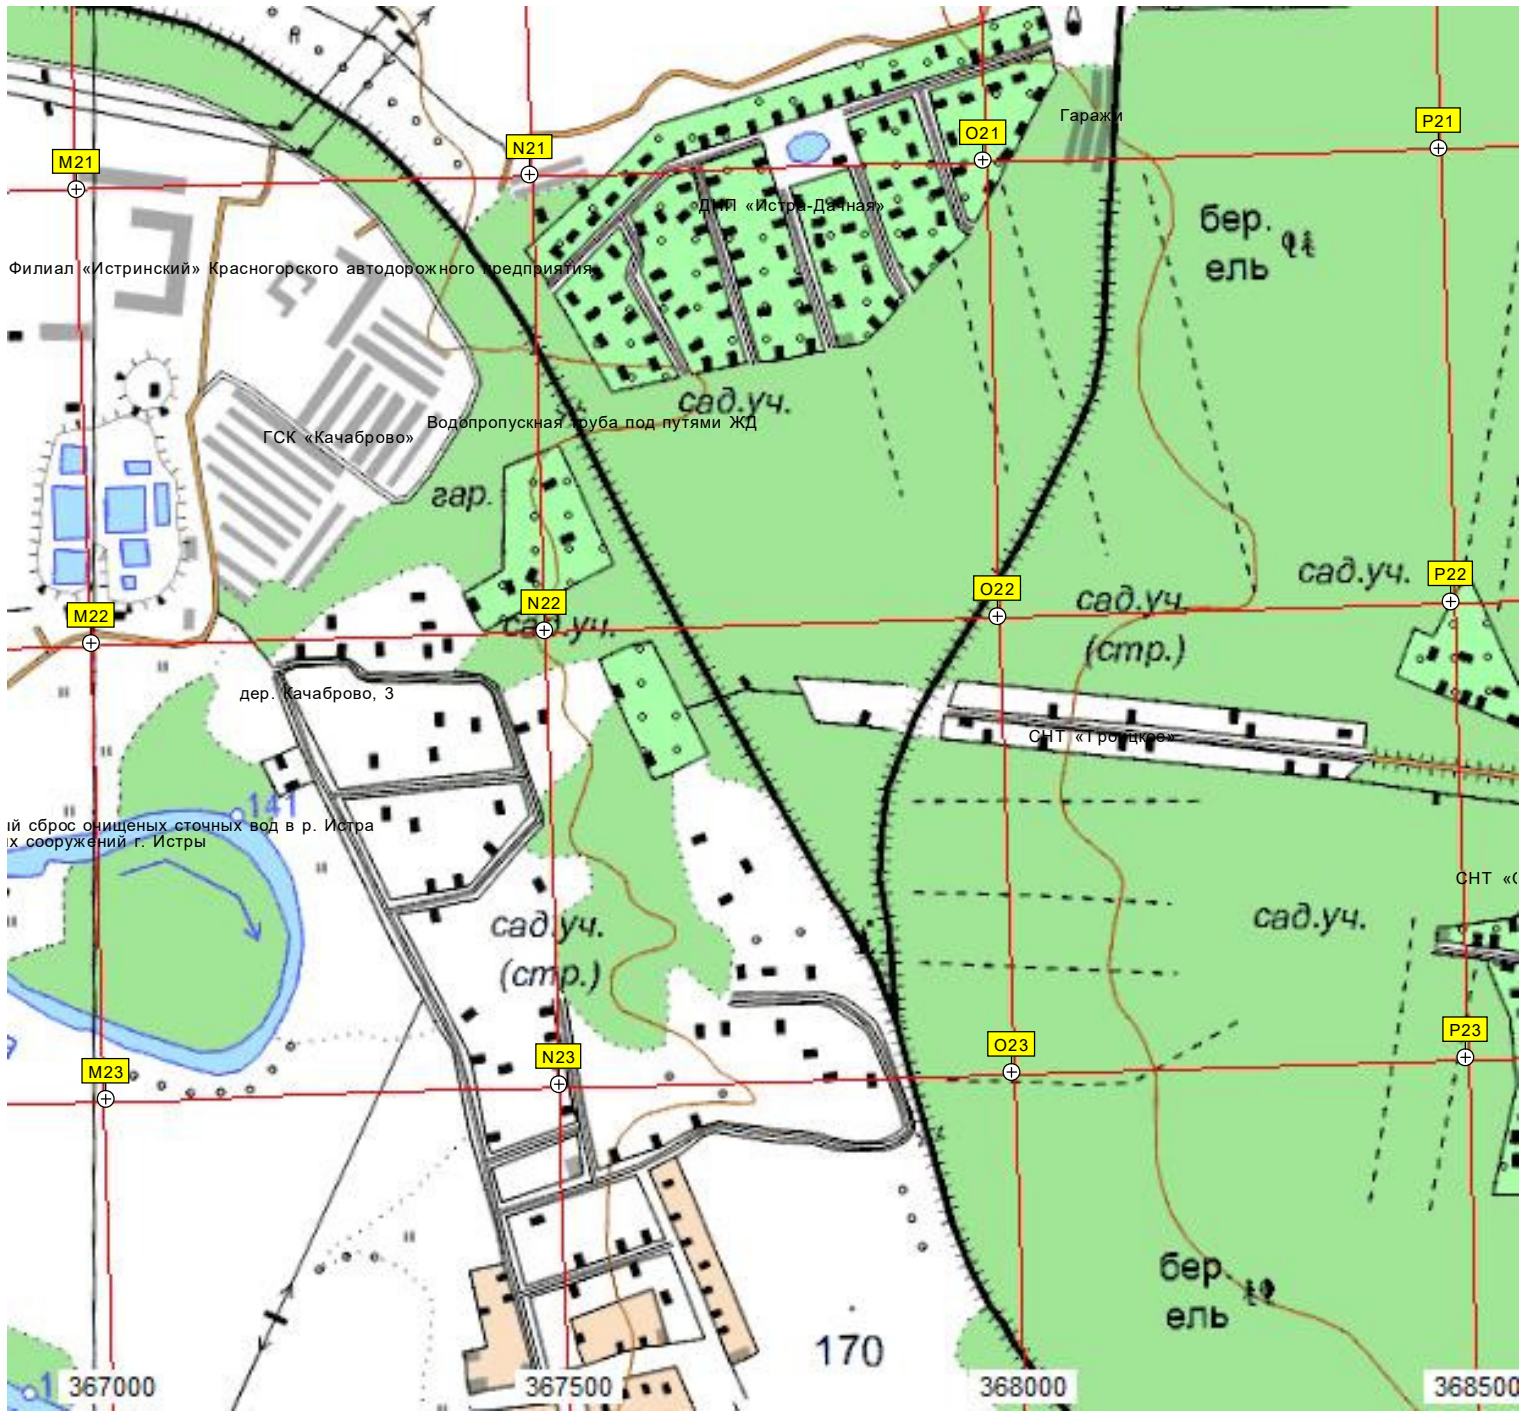 Гаражи
O21
P21
N21
M21
ДНП «Истра-Дачная»
бер.
ель
Филиал «Истринский» Красногорского автодорожного предприятия
сад.уч.
Водопропускная труба под путями ЖД
ГСК «Качаброво»
гар.
сад.уч.
P22
O22
сад.уч.
(стр.)
N22
сад.уч.
M22
дер. Качаброво, 3
СНТ «Троицкое»
141
й сброс очищеных сточных вод в р. Истра
х сооружений г. Истры
СНТ «
сад.уч.
сад.уч.
(стр.)
P23
O23
N23
M23
бер.
ель
170
1
367000
367500
368000
368500